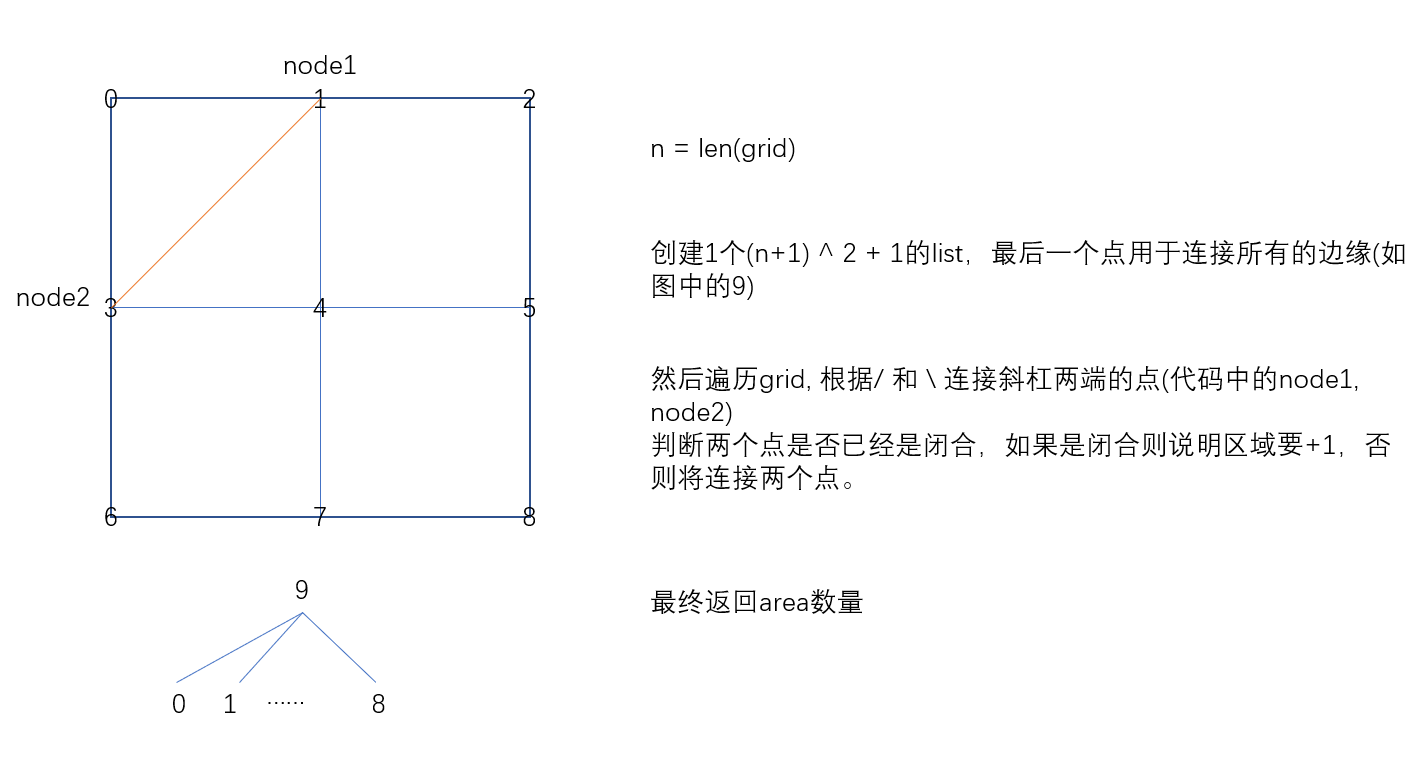 node1
0 1 2
node2
3 4 5
6 7 8
9
0 1 ······ 8
n = len(grid)
创建1个(n+1) ^ 2 + 1的list，最后一个点用于连接所有的边缘(如
图中的9)
然后遍历grid, 根据/ 和 \ 连接斜杠两端的点(代码中的node1,
node2)
判断两个点是否已经是闭合，如果是闭合则说明区域要+1，否
则将连接两个点。
最终返回area数量